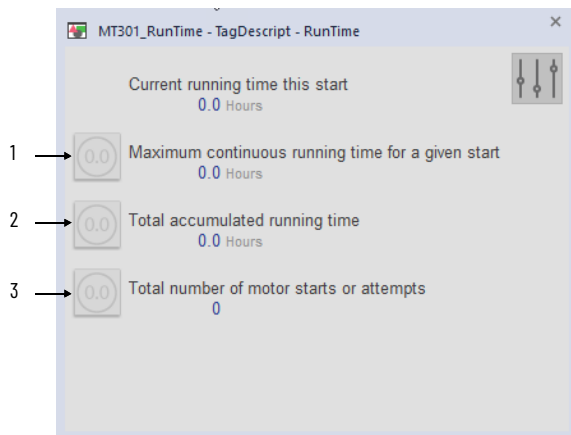 MT301_RunTime - TagDescript - RunTime
Current running time this start
0.0 Hours
1
0.0
Maximum continuous running time for a given start
0.0 Hours
2
0.0
Total accumulated running time
0.0 Hours
3
0.0
Total number of motor starts or attempts
0